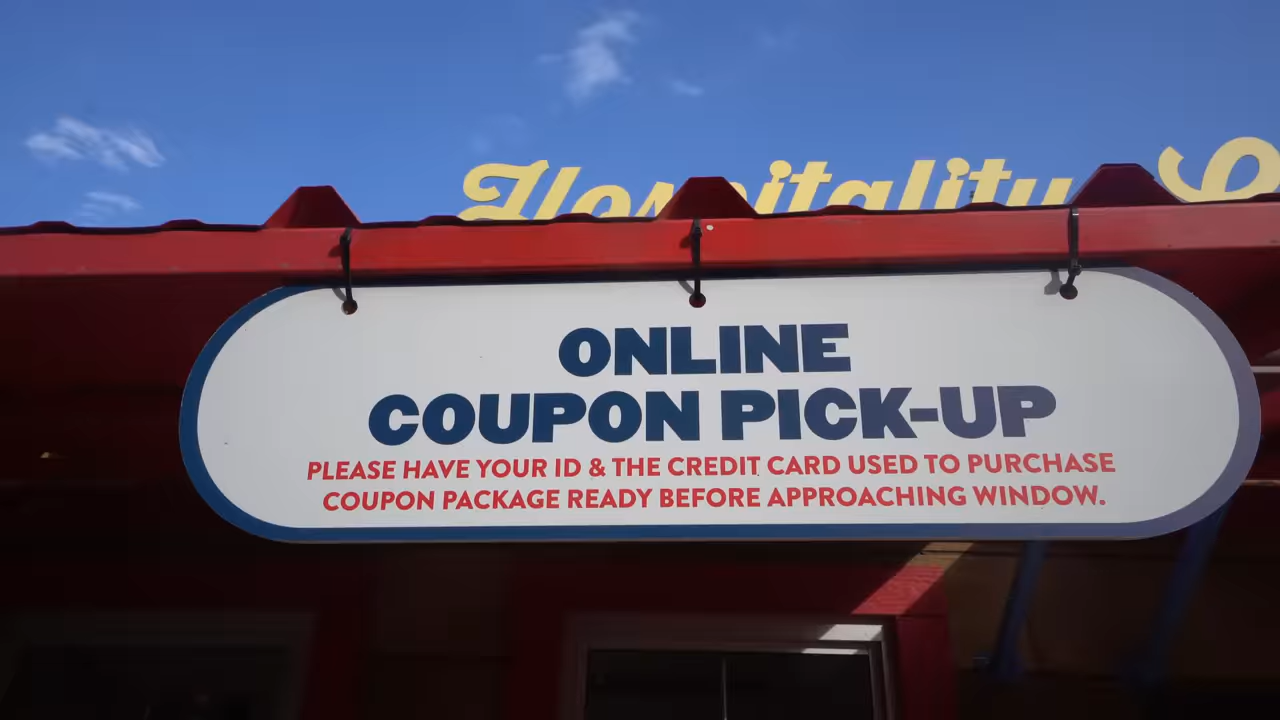 Hospitality
ONLINE
COUPON PICK-UP
PLEASE HAVE YOUR ID & THE CREDIT CARD USED TO PURCHASE
COUPON PACKAGE READY BEFORE APPROACHING WINDOW.